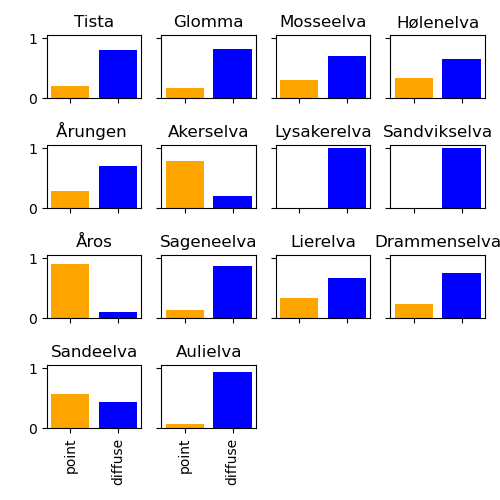 Tista Glomma Mosseelva Hølenelva
1
0
Årungen Akerselva Lysakerelva Sandvikselva
1
0
Åros Sageneelva Lierelva Drammenselva
1
0
Sandeelva Aulielva
1
0
point diffuse point diffuse